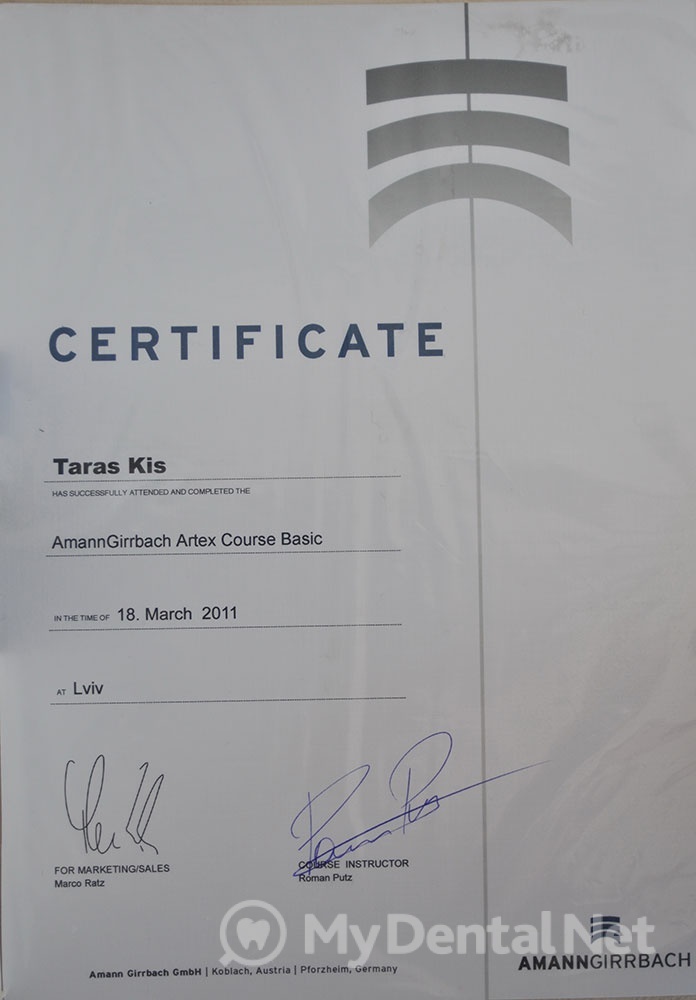 CERTIFICATE
Taras Kis
HAS SUCCESSFULLY ATTENDED AND COMPLETED THE
AmannGirrbach Artex Course Basic
IN THE TIME OF 18. March 2011
AT Lviv
FOR MARKETING/SALES
Marco Ratz
COURSE INSTRUCTOR
Roman Putz
MyDental Net
AMANNGIRRBACH
Amann Girrbach GmbH | Koblach, Austria | Pforzheim, Germany